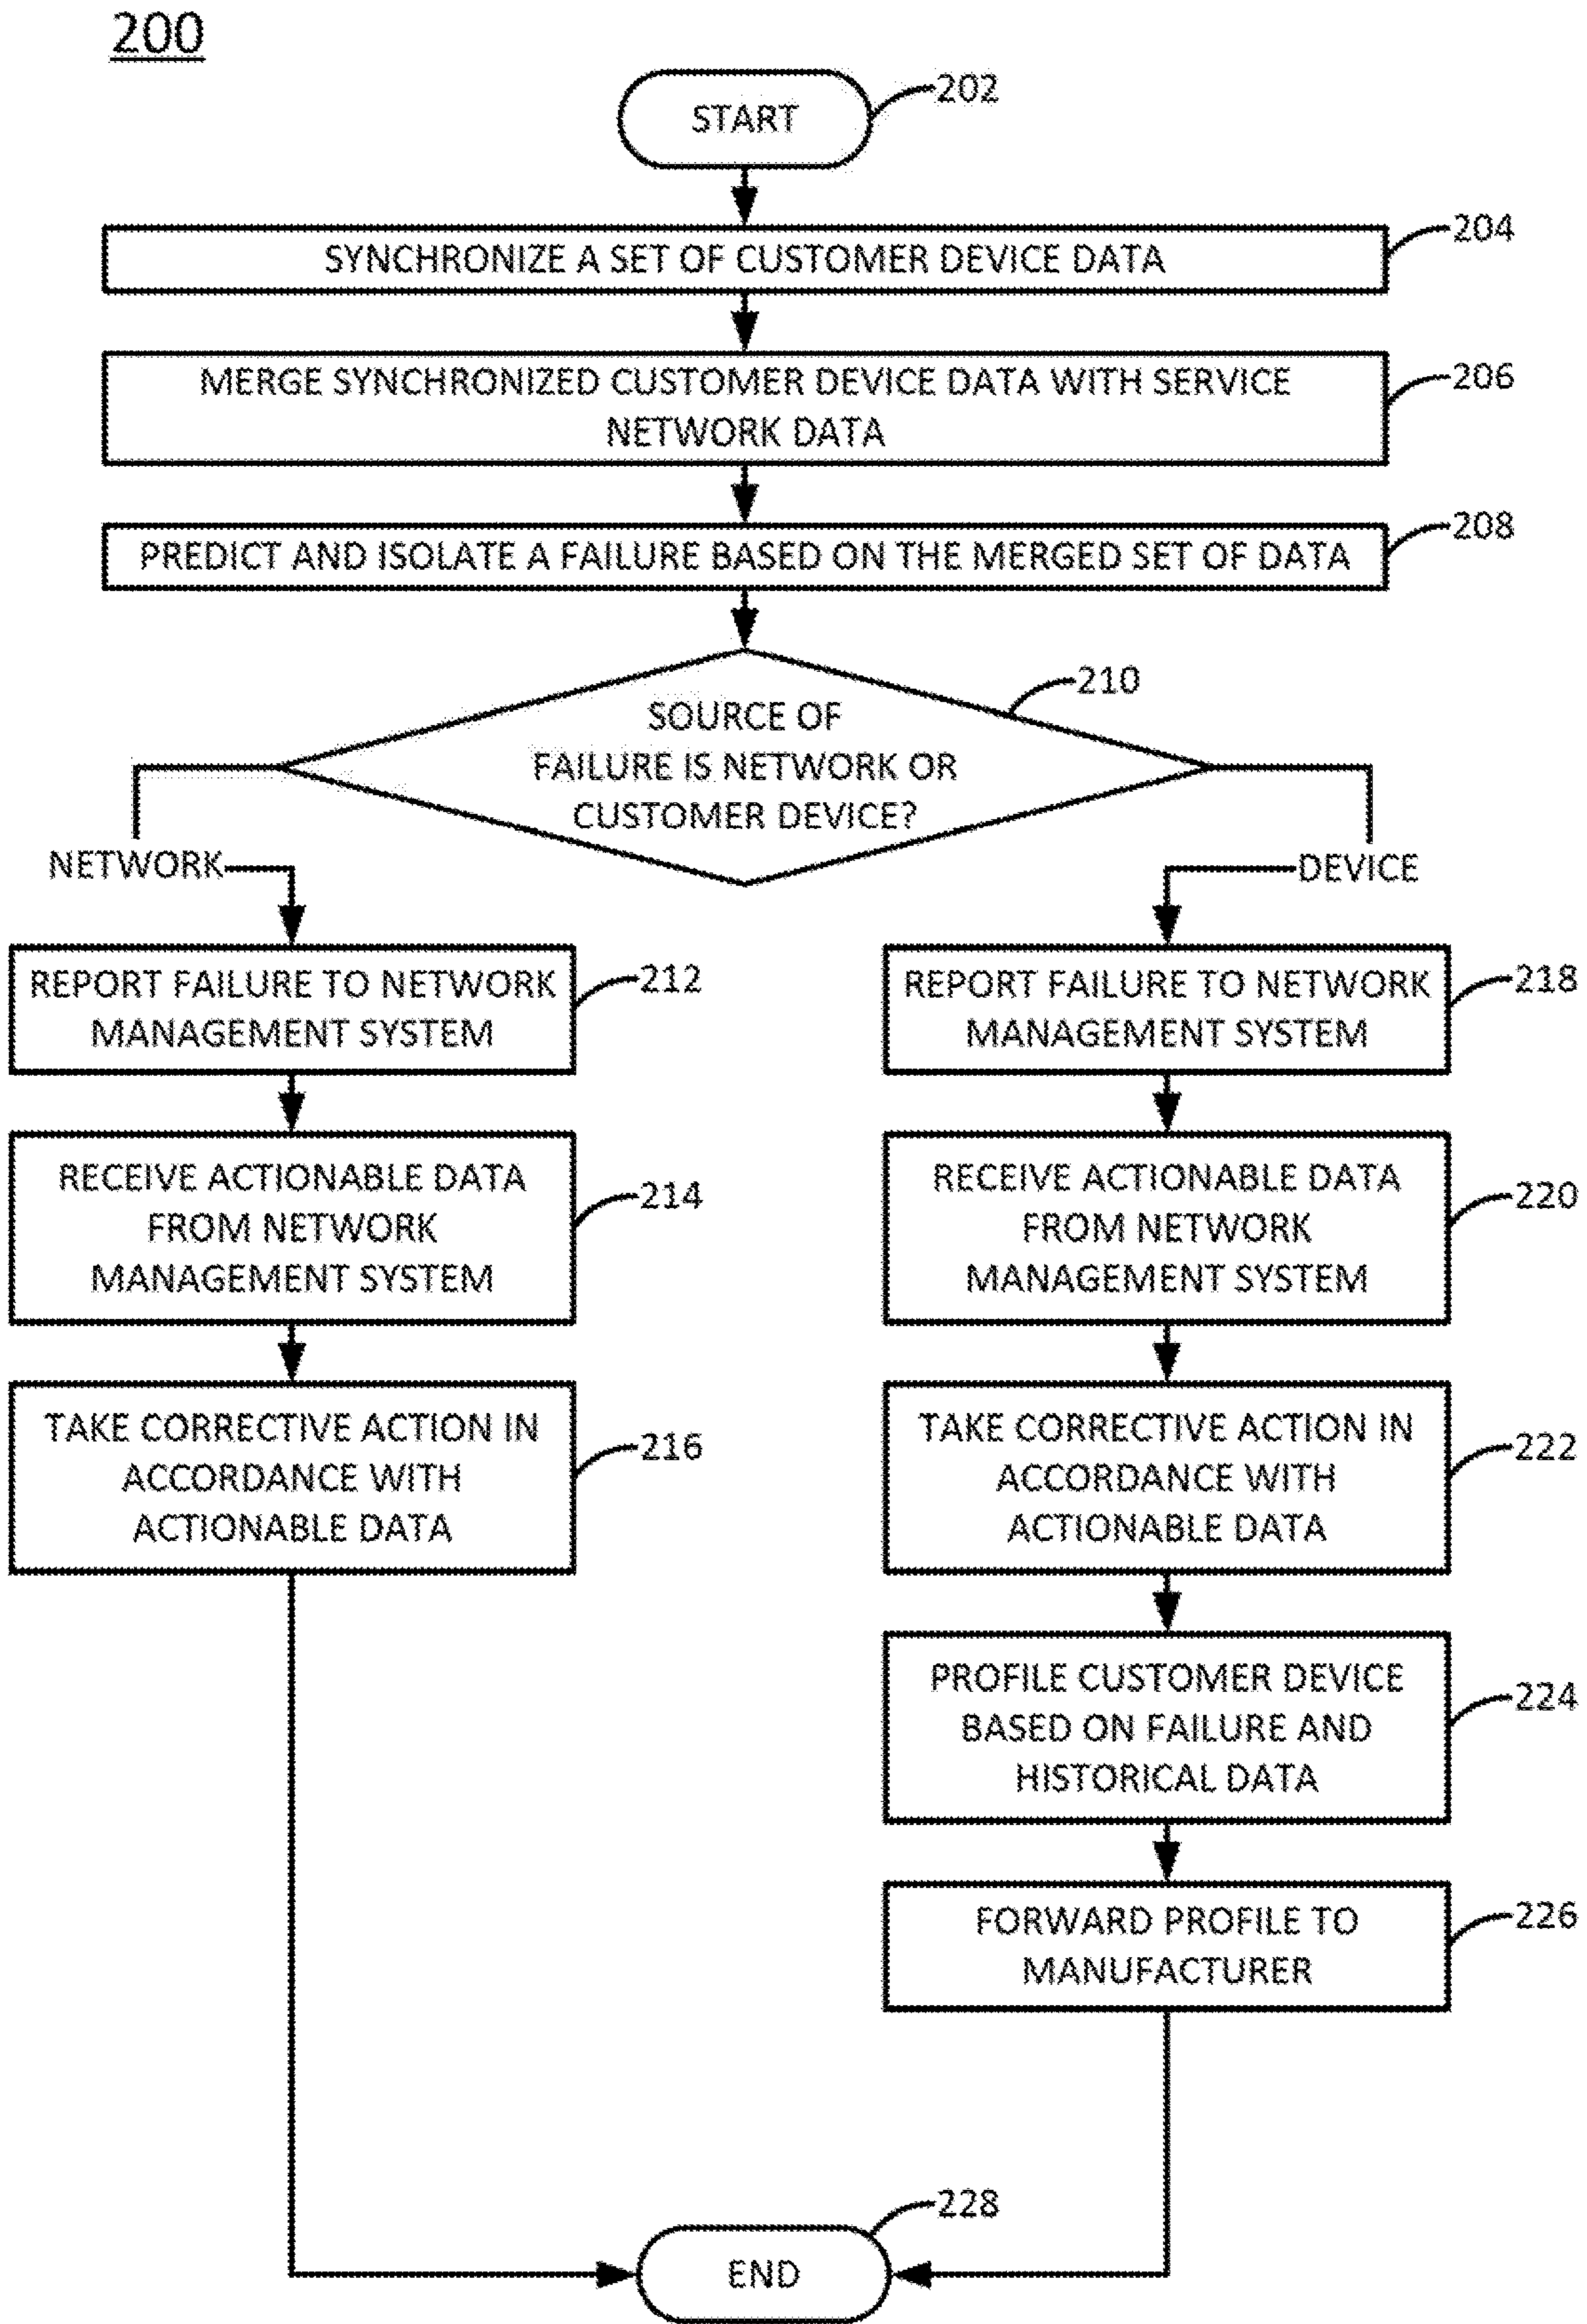 200
START
202
SYNCHRONIZE A SET OF CUSTOMER DEVICE DATA
204
MERGE SYNCHRONIZED CUSTOMER DEVICE DATA WITH SERVICE
NETWORK DATA
206
PREDICT AND ISOLATE A FAILURE BASED ON THE MERGED SET OF DATA
208
SOURCE OF
FAILURE IS NETWORK OR
CUSTOMER DEVICE?
210
NETWORK
REPORT FAILURE TO NETWORK
MANAGEMENT SYSTEM
212
RECEIVE ACTIONABLE DATA
FROM NETWORK
MANAGEMENT SYSTEM
214
TAKE CORRECTIVE ACTION IN
ACCORDANCE WITH
ACTIONABLE DATA
216
DEVICE
REPORT FAILURE TO NETWORK
MANAGEMENT SYSTEM
218
RECEIVE ACTIONABLE DATA
FROM NETWORK
MANAGEMENT SYSTEM
220
TAKE CORRECTIVE ACTION IN
ACCORDANCE WITH
ACTIONABLE DATA
222
PROFILE CUSTOMER DEVICE
BASED ON FAILURE AND
HISTORICAL DATA
224
FORWARD PROFILE TO
MANUFACTURER
226
END
228